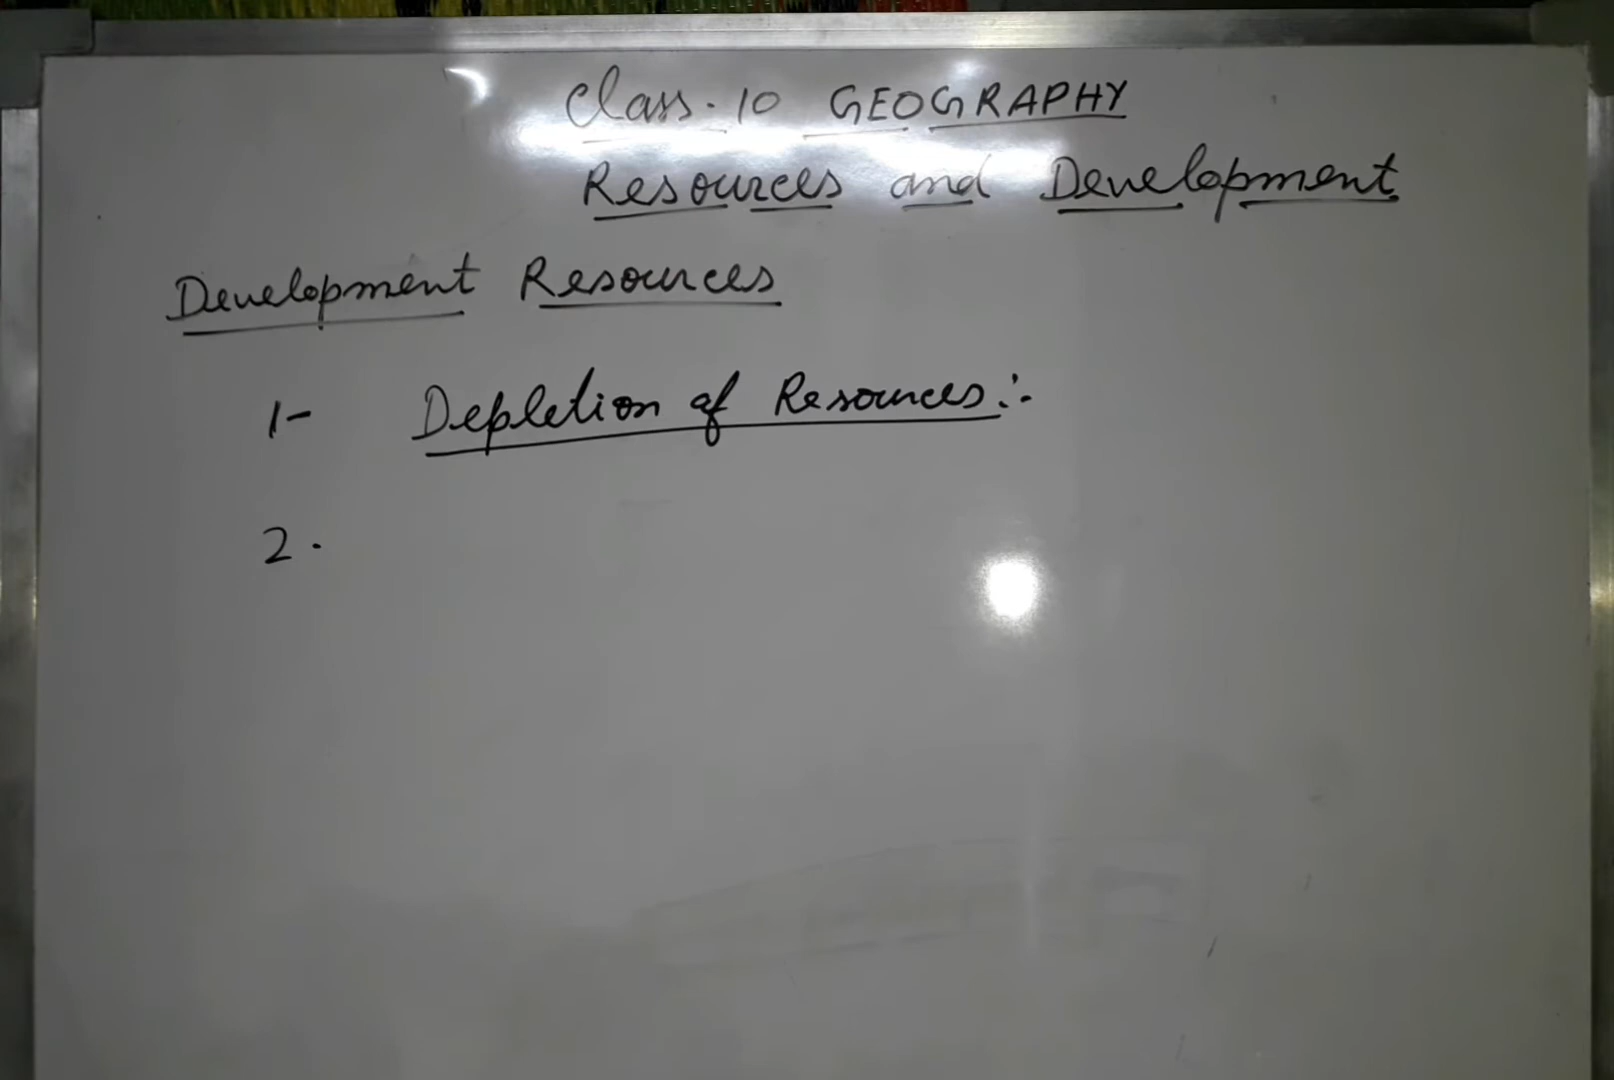 Class. 10 GEOGRAPHY
Resources and Development
Development Resources
1- Depletion of Resources:-
2.